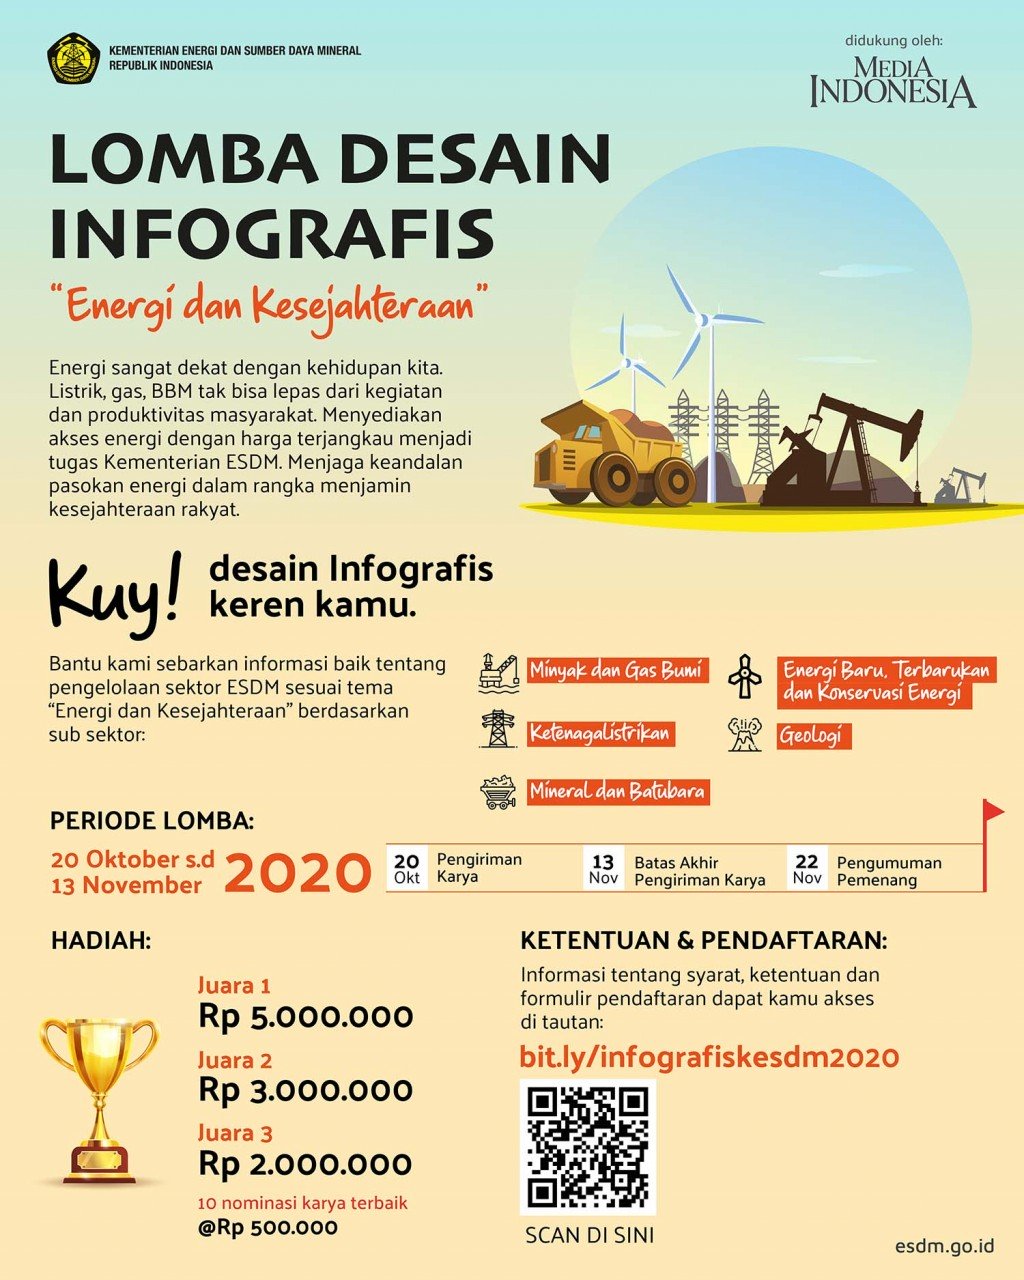 KEMENTERIAN ENERGI DAN SUMBER DAYA MINERAL
REPUBLIK INDONESIA
didukung oleh:
MEDIA
INDONESIA
LOMBA DESAIN
INFOGRAFIS
“Energi dan Kesejahteraan”
Energi sangat dekat dengan kehidupan kita.
Listrik, gas, BBM tak bisa lepas dari kegiatan
dan produktivitas masyarakat. Menyediakan
akses energi dengan harga terjangkau menjadi
tugas Kementerian ESDM. Menjaga keandalan
pasokan energi dalam rangka menjamin
kesejahteraan rakyat.
Kuy!
desain Infografis
keren kamu.
Bantu kami sebarkan informasi baik tentang
pengelolaan sektor ESDM sesuai tema
“Energi dan Kesejahteraan” berdasarkan
sub sektor:
Minyak dan Gas Bumi
Ketenagalistrikan
Mineral dan Batubara
Energi Baru, Terbarukan
dan Konservasi Energi
Geologi
PERIODE LOMBA:
20 Oktober s.d
13 November
2020
20
Okt
Pengiriman
Karya
13
Nov
Batas Akhir
Pengiriman Karya
22
Nov
Pengumuman
Pemenang
HADIAH:
Juara 1
Rp 5.000.000
Juara 2
Rp 3.000.000
Juara 3
Rp 2.000.000
10 nominasi karya terbaik
@Rp 500.000
KETENTUAN & PENDAFTARAN:
Informasi tentang syarat, ketentuan dan
formulir pendaftaran dapat kamu akses
di tautan:
bit.ly/infografiskesdm2020
SCAN DI SINI
esdm.go.id